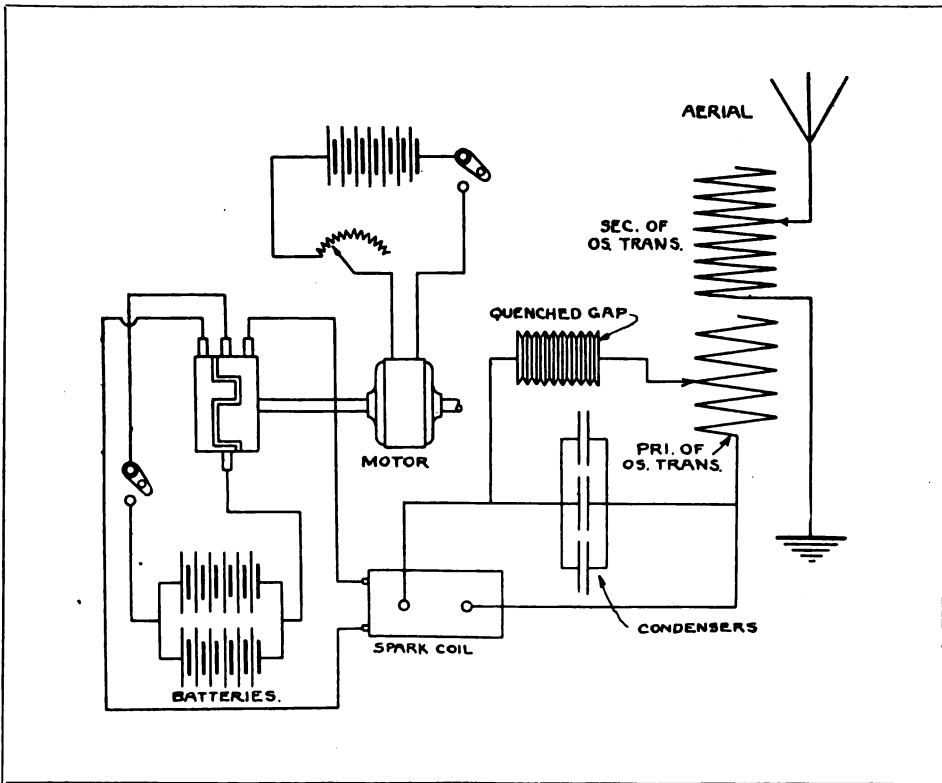 AERIAL
SEC. OF
OS. TRANS.
QUENCHED GAP
MOTOR
PRI. OF
OS. TRANS.
CONDENSERS
SPARK COIL
BATTERIES.